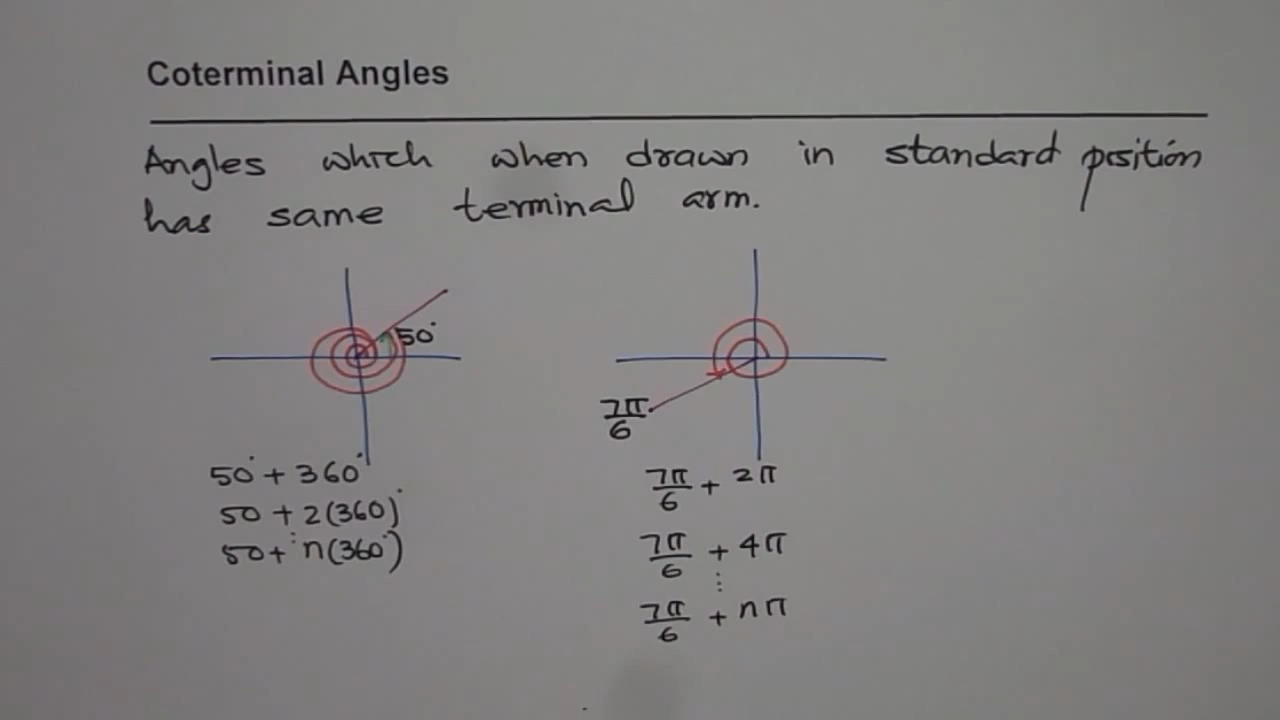 Coterminal Angles
Angles which when drawn in standard position
has same terminal arm.
50°
7π/6
50° + 360°
50 + 2(360)°
⋮
50 + n(360°)
7π/6 + 2π
7π/6 + 4π
⋮
7π/6 + nπ